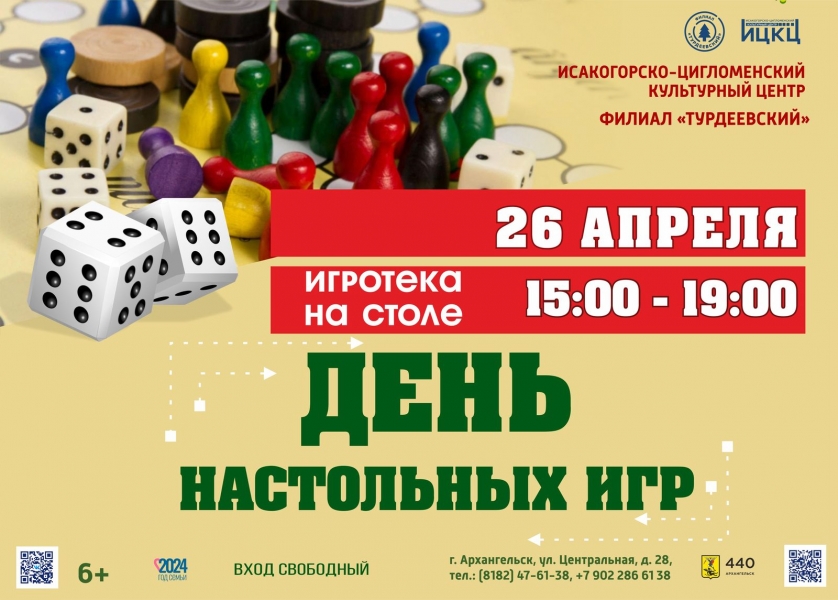 ФИЛИАЛ
«ТУРДЕЕВСКИЙ»
ИЦКЦ
ИСАКОГОРСКО-ЦИГЛОМЕНСКИЙ
КУЛЬТУРНЫЙ ЦЕНТР
ФИЛИАЛ «ТУРДЕЕВСКИЙ»
26 АПРЕЛЯ
ИГРОТЕКА
НА СТОЛЕ
15:00 - 19:00
ДЕНЬ
НАСТОЛЬНЫХ ИГР
6+
2024
ГОД СЕМЬИ
ВХОД СВОБОДНЫЙ
г. Архангельск, ул. Центральная, д. 28,
тел.: (8182) 47-61-38, +7 902 286 61 38
440
АРХАНГЕЛЬСК